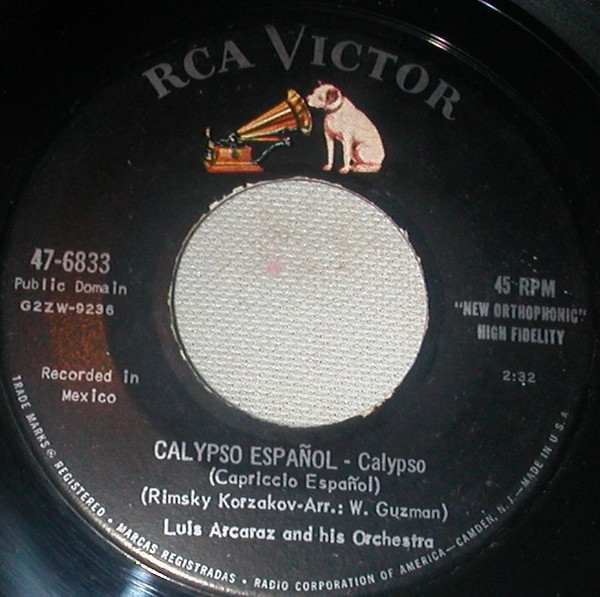 RCA VICTOR
47-6833
Public Domain
G2ZW-9236
Recorded in
Mexico
45 RPM
"NEW ORTHOPHONIC"
HIGH FIDELITY
2:32
CALYPSO ESPAÑOL - Calypso
(Capriccio Español)
(Rimsky Korzakov-Arr.: W. Guzman)
Luis Arcaraz and his Orchestra
TRADE MARKS ® REGISTERED • MARCAS REGISTRADAS • RADIO CORPORATION OF AMERICA—CAMDEN, N. J.—MADE IN U.S.A.